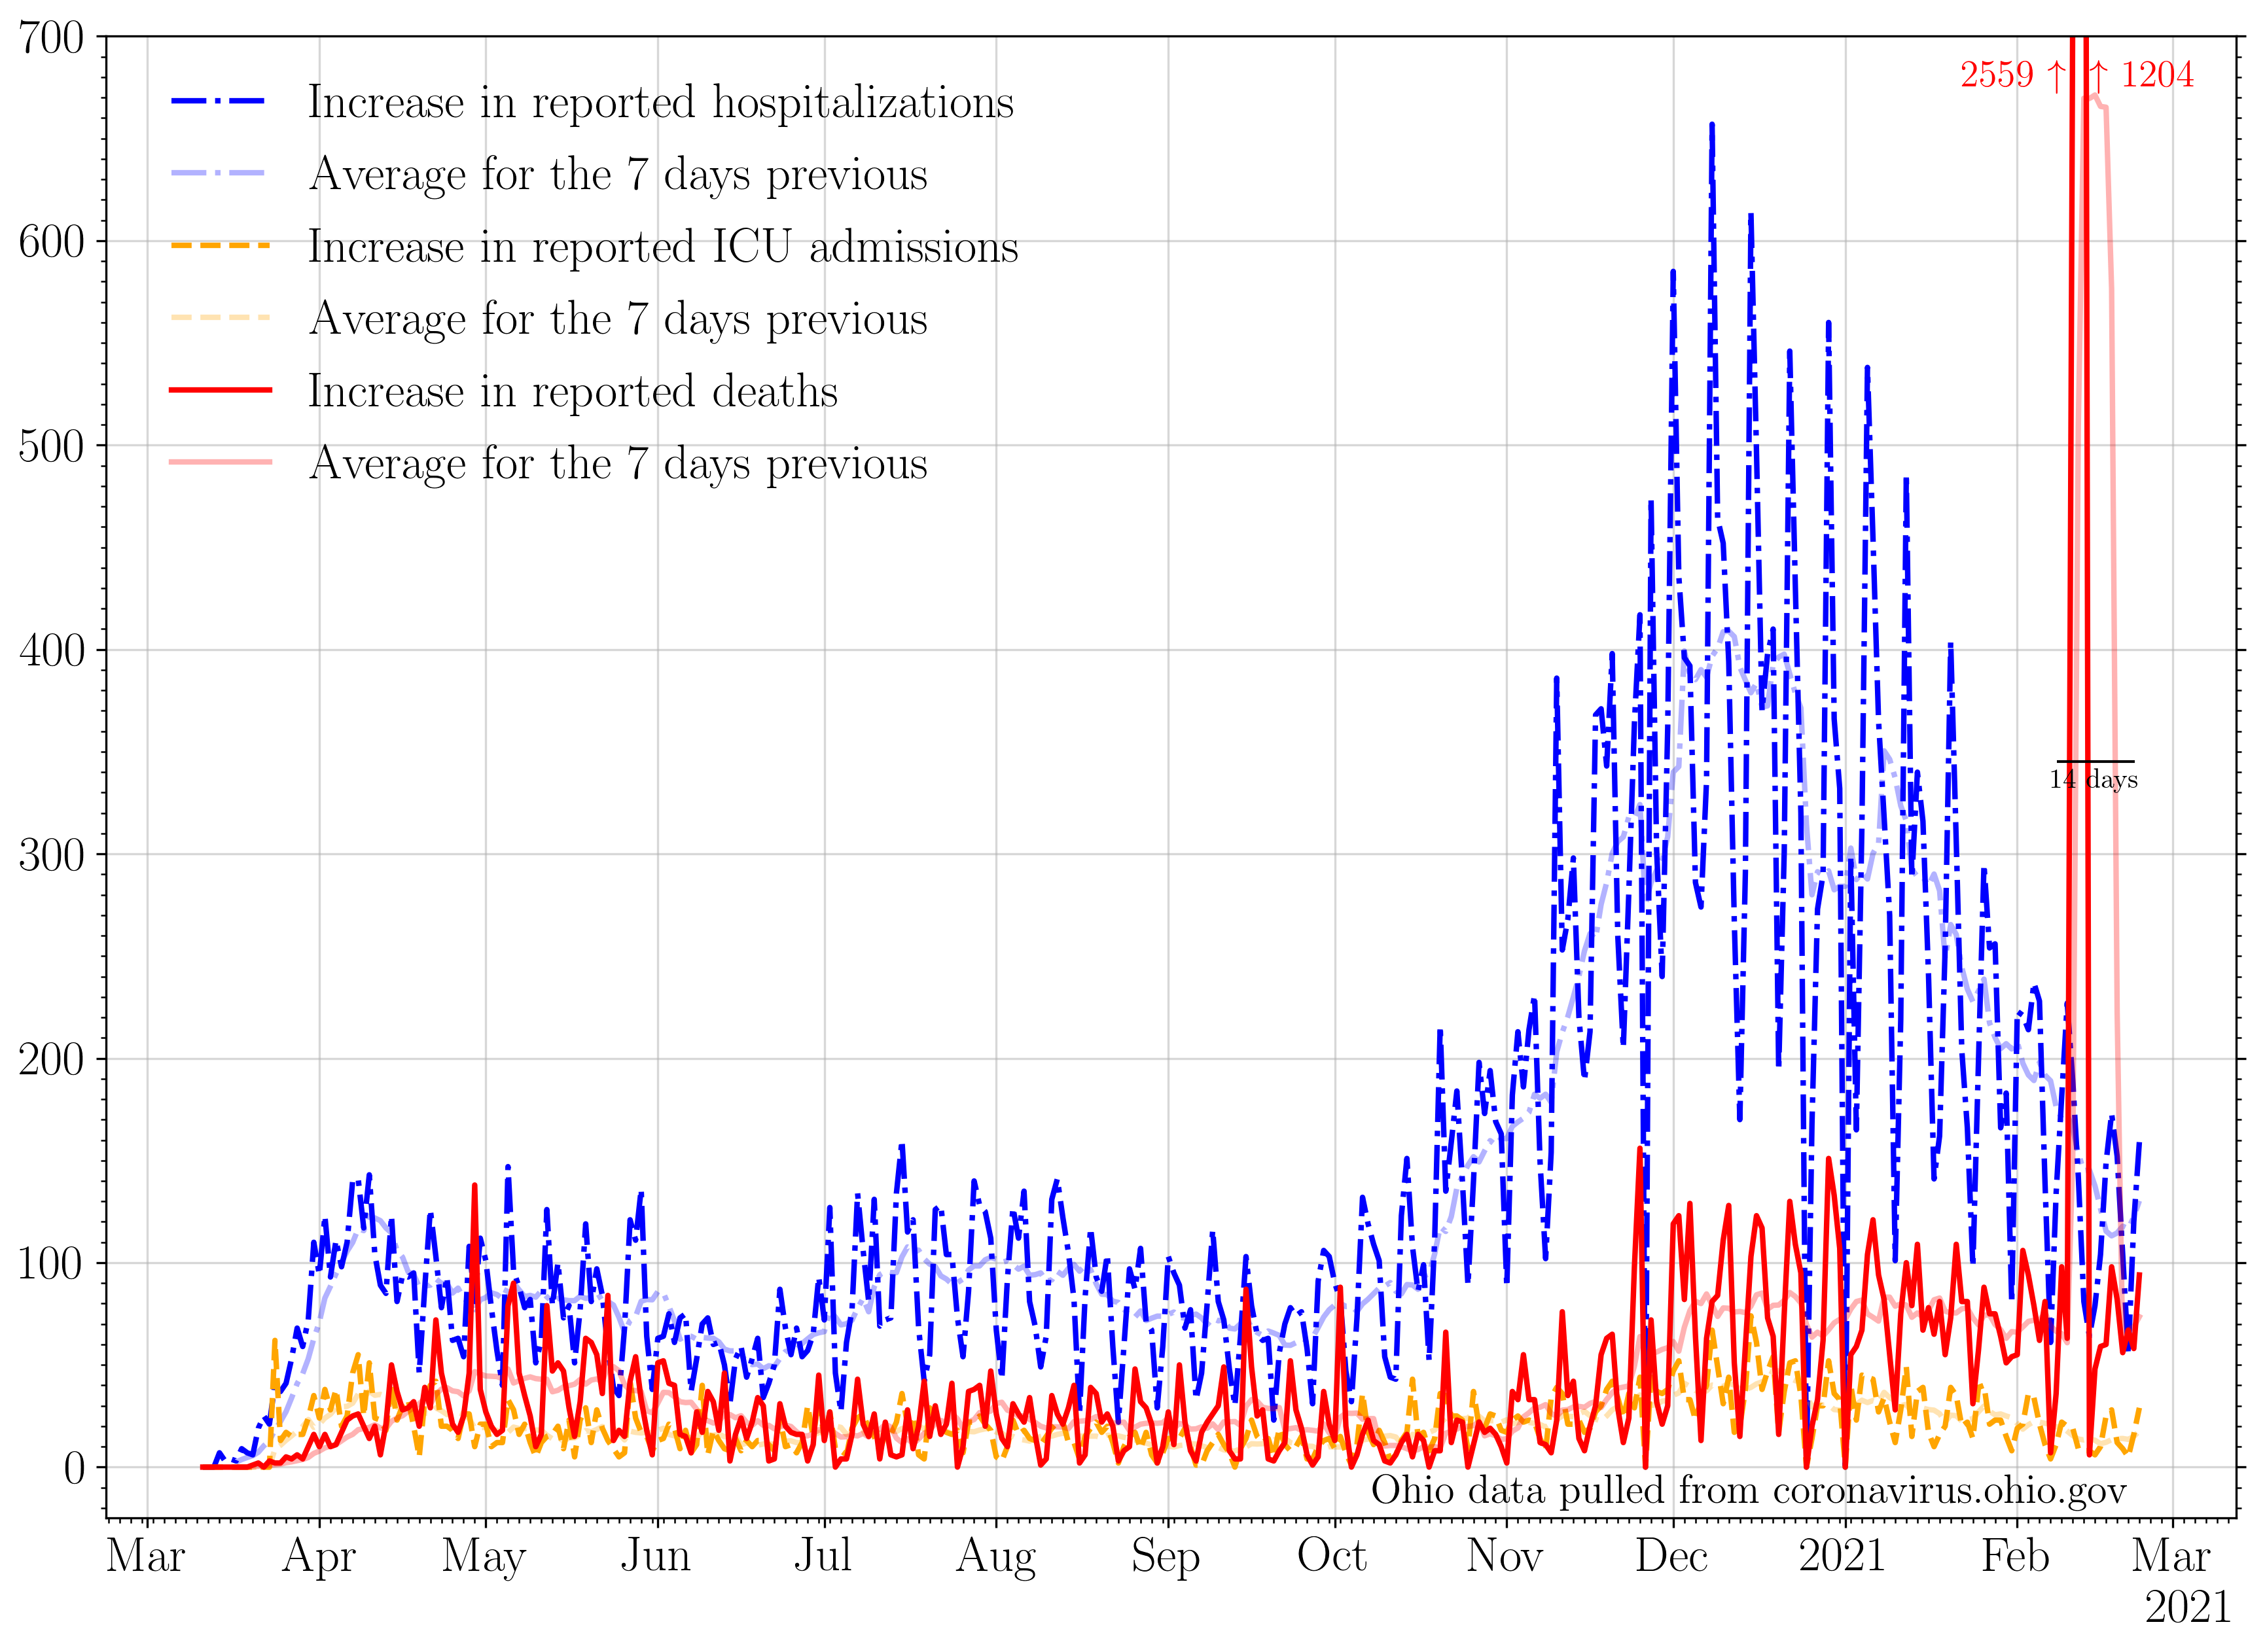 700
600
500
400
300
200
100
0
Increase in reported hospitalizations
Average for the 7 days previous
Increase in reported ICU admissions
Average for the 7 days previous
Increase in reported deaths
Average for the 7 days previous
2559 ↑ ↑ 1204
14 days
Ohio data pulled from coronavirus.ohio.gov
Mar Apr May Jun Jul Aug Sep Oct Nov Dec 2021 Feb Mar
2021